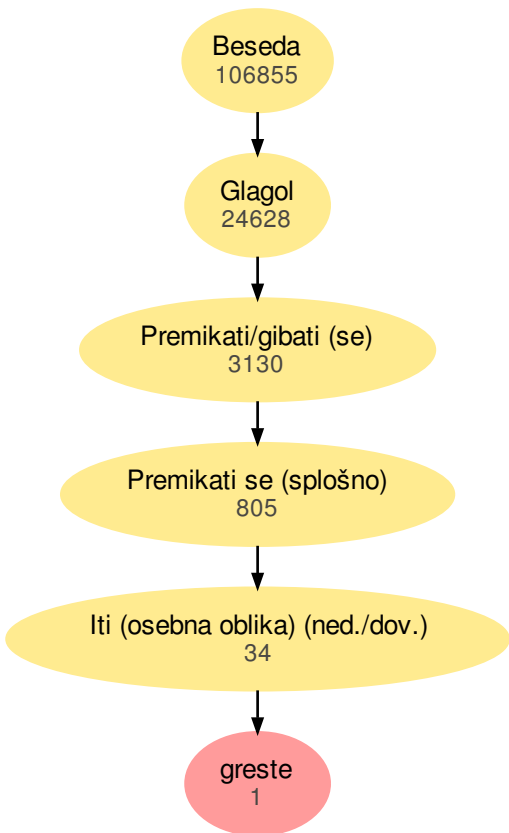 Beseda
106855
Glagol
24628
Premikati/gibati (se)
3130
Premikati se (splošno)
805
Iti (osebna oblika) (ned./dov.)
34
greste
1